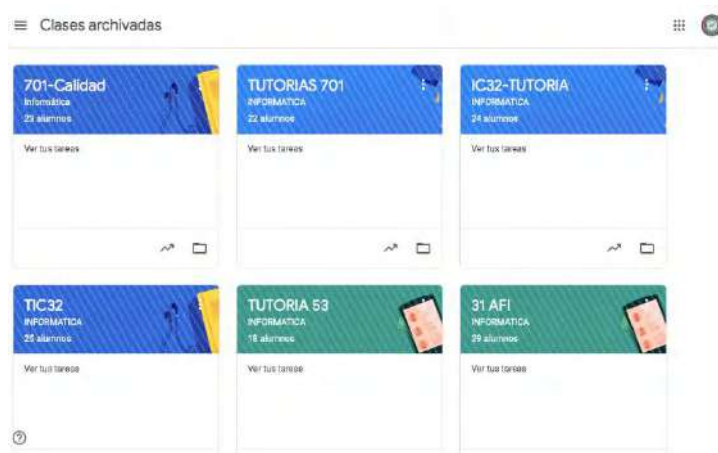 Clases archivadas
701-Calidad
Informática
23 alumnos
Ver tus tareas
TUTORIAS 701
INFORMATICA
22 alumnos
Ver tus tareas
IC32-TUTORIA
INFORMATICA
24 alumnos
Ver tus tareas
TIC32
INFORMATICA
25 alumnos
Ver tus tareas
TUTORIA 53
INFORMATICA
18 alumnos
Ver tus tareas
31 AFI
INFORMATICA
29 alumnos
Ver tus tareas